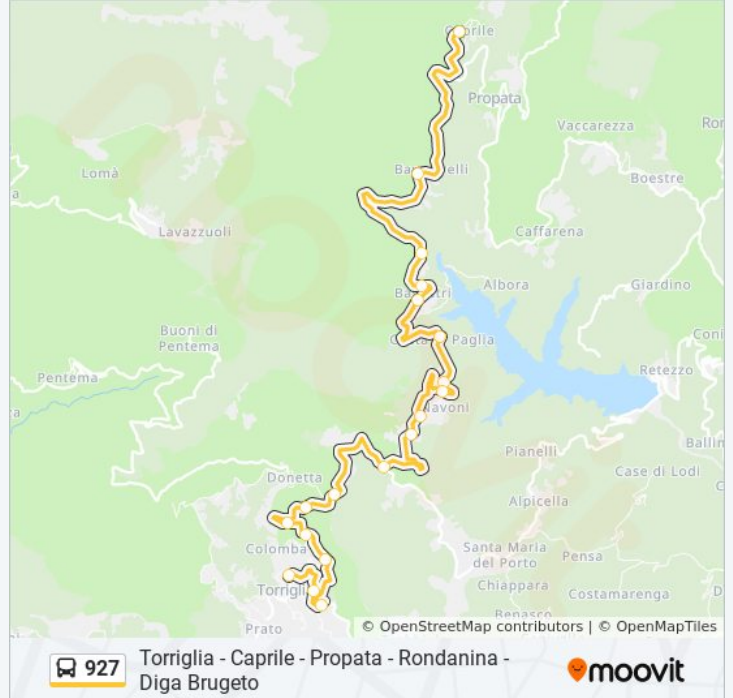 Propata
Vaccarezza
Lomà
Boestre
Lavazzuoli
Caffarena
Albora
Giardino
Buoni di
Pentema
Paglia
Pentema
Retezzo
Navoni
Pianelli
Case di Lodi
Donetta
Alpicella
Colomba
Santa Maria
del Porto
Pensa
Chiappara
Costamarenga
Prato
© OpenStreetMap contributors | © OpenMapTiles
927
Torriglia - Caprile - Propata - Rondanina -
Diga Brugeto
moovit